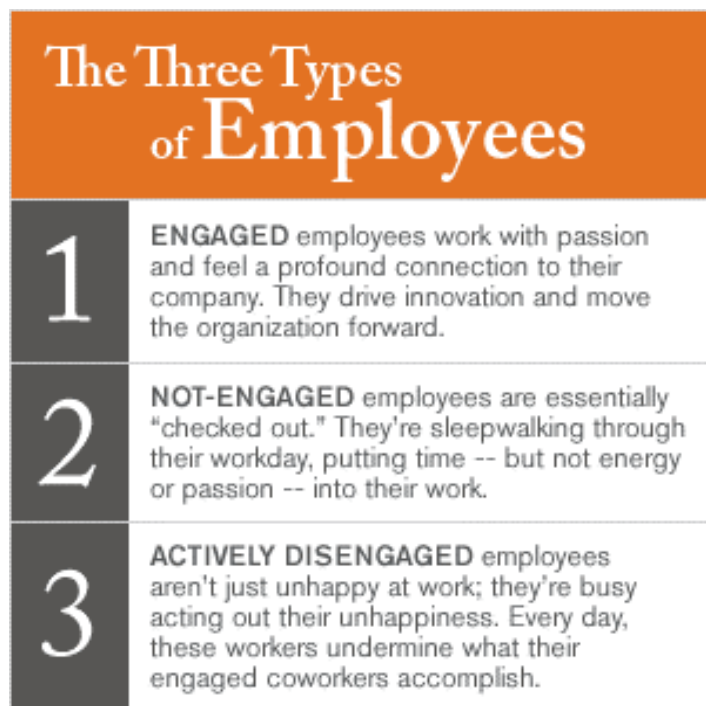 The Three Types
of Employees
1
ENGAGED employees work with passion
and feel a profound connection to their
company. They drive innovation and move
the organization forward.
2
NOT-ENGAGED employees are essentially
“checked out.” They’re sleepwalking through
their workday, putting time -- but not energy
or passion -- into their work.
3
ACTIVELY DISENGAGED employees
aren't just unhappy at work; they’re busy
acting out their unhappiness. Every day,
these workers undermine what their
engaged coworkers accomplish.